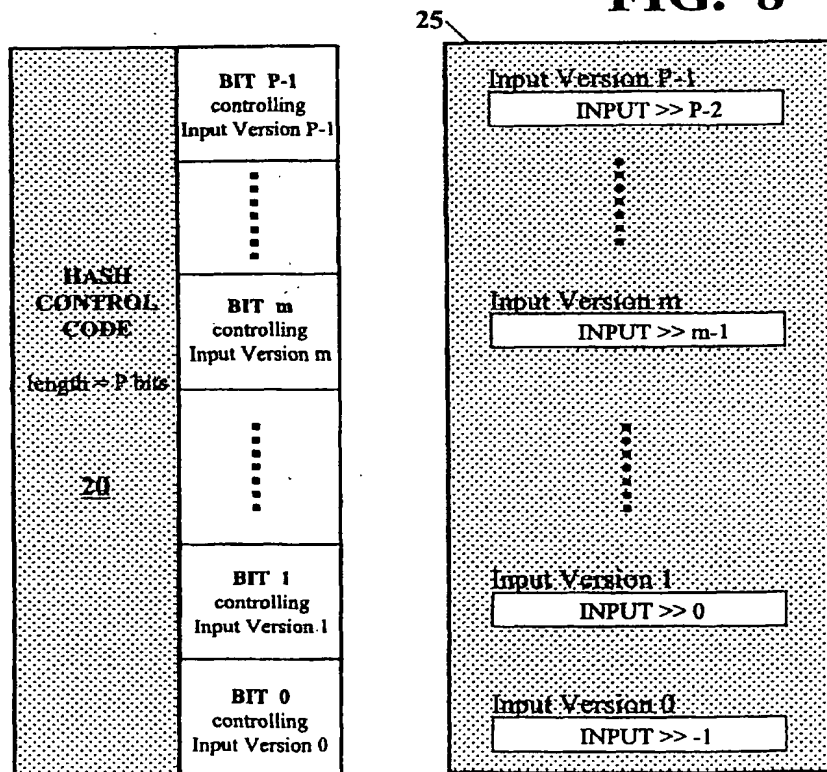 FIG. 8
25
BIT P-1
controlling
Input Version P-1
HASH
CONTROL
CODE
length = P bits
20
BIT m
controlling
Input Version m
BIT 1
controlling
Input Version 1
BIT 0
controlling
Input Version 0
Input Version P-1
INPUT >> P-2
Input Version m
INPUT >> m-1
Input Version 1
INPUT >> 0
Input Version 0
INPUT >> -1